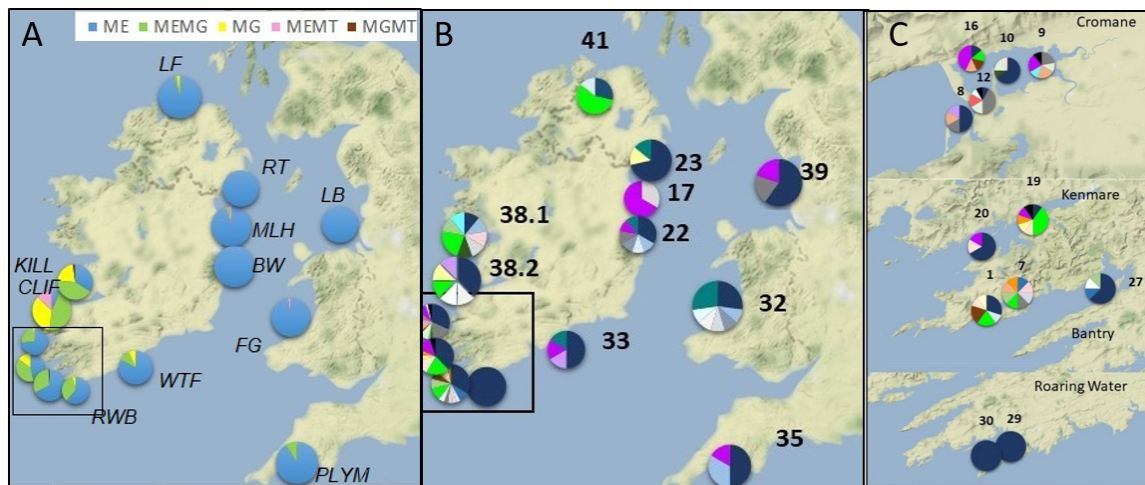 A
ME MEMG MG MEMT MGMT
LF
RT
LB
MLH
KILL
BW
CLIF
FG
WTF
RWB
PLYM
B
41
23
39
17
38.1
22
38.2
32
33
35
C
Cromane
16
10
9
12
8
Kenmare
19
20
1
7
27
Bantry
Roaring Water
30
29